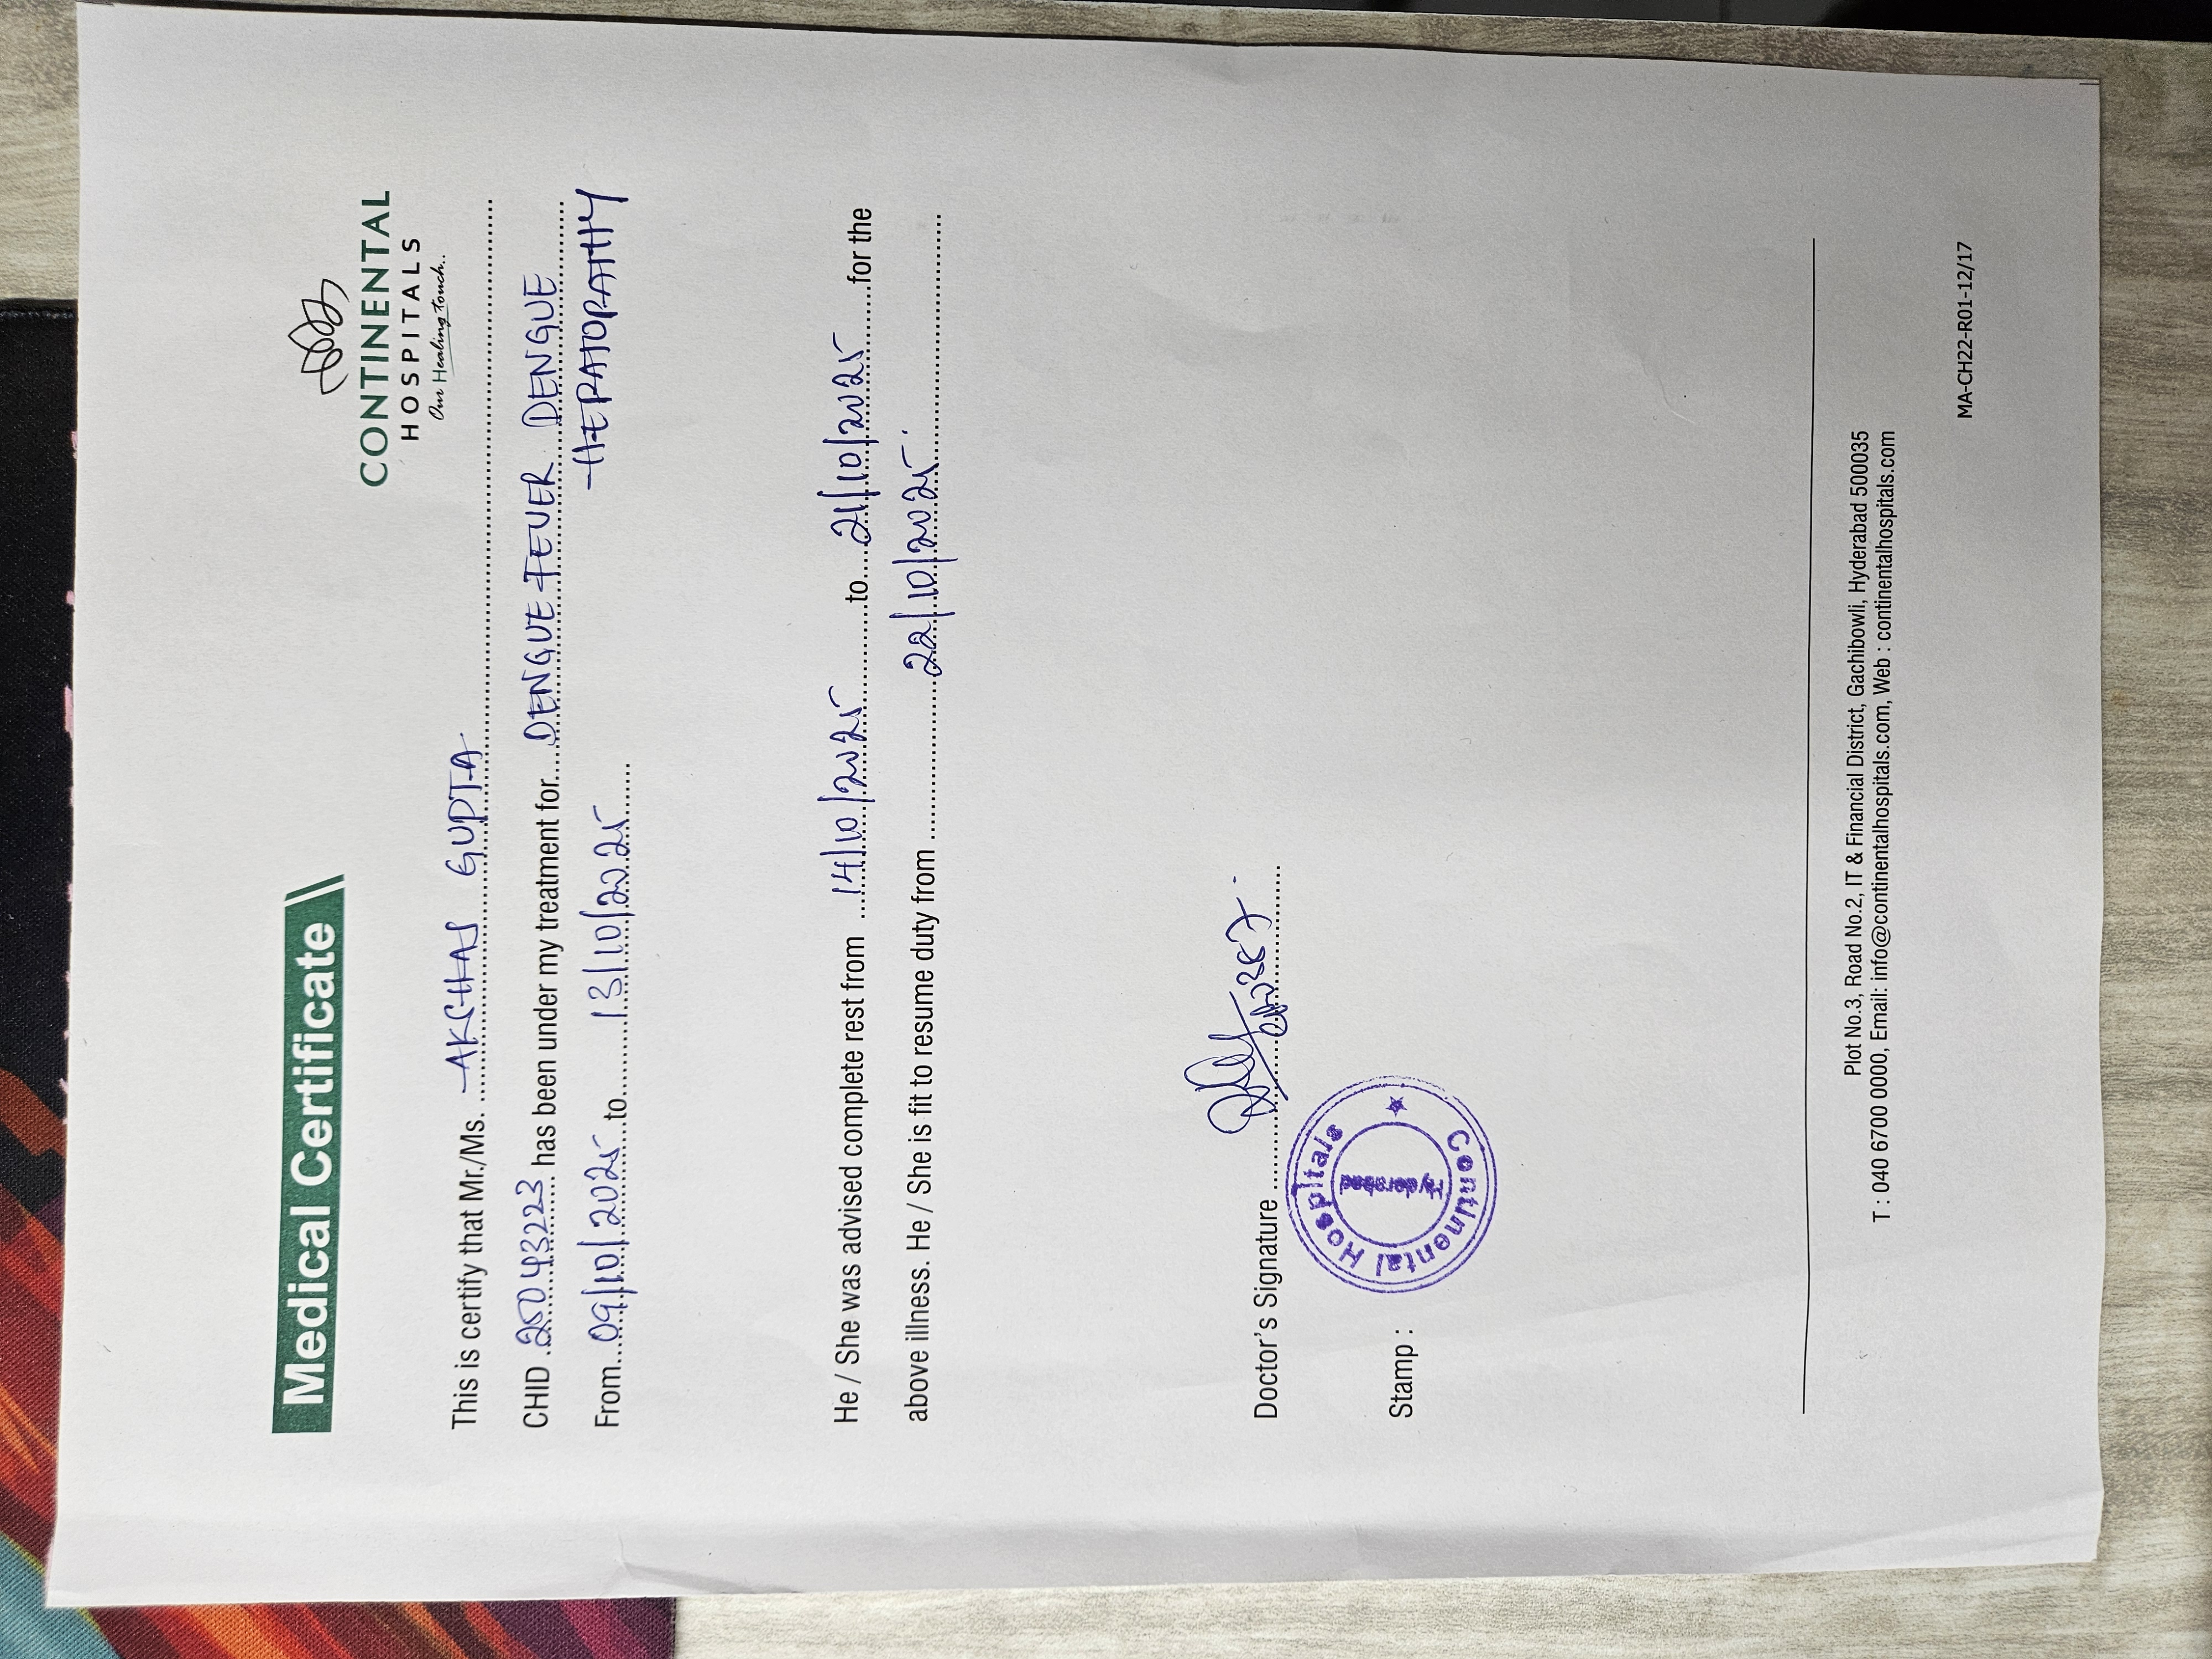 Medical Certificate
CONTINENTAL
HOSPITALS
Our Healing touch..
This is certify that Mr./Ms. AKSHAJ GUPTA
CHID 25043223 has been under my treatment for DENGUE FEVER DENGUE
HEPATOPATHY
From 09/10/2025 to 13/10/2025
He / She was advised complete rest from 14/10/2025 to 21/10/2025 for the
above illness. He / She is fit to resume duty from 22/10/2025
Doctor's Signature
Stamp :
Continental Hospitals
Hyderabad
Plot No.3, Road No.2, IT & Financial District, Gachibowli, Hyderabad 500035
T : 040 6700 0000, Email: info@continentalhospitals.com, Web : continentalhospitals.com
MA-CH22-R01-12/17